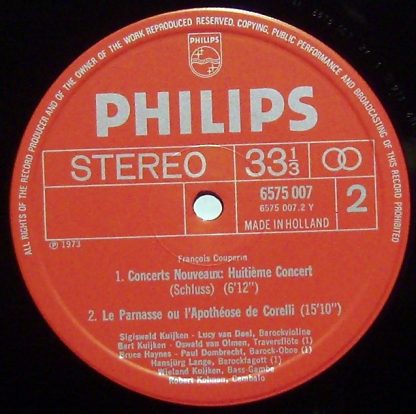 ALL RIGHTS OF THE RECORD PRODUCER AND OF THE OWNER OF THE WORK REPRODUCED RESERVED. COPYING, PUBLIC PERFORMANCE AND BROADCASTING OF THIS RECORD PROHIBITED
PHILIPS
PHILIPS
STEREO
33⅓
6575 007
6575 007.2 Y
2
MADE IN HOLLAND
℗ 1973
François Couperin
1. Concerts Nouveaux: Huitième Concert
(Schluss) (6'12")
2. Le Parnasse ou l'Apothéose de Corelli (15'10")
Sigiswald Kuijken - Lucy van Dael, Barockvioline
Bart Kuijken - Oswald van Olmen, Traversflöte (1)
Bruce Haynes - Paul Dombrecht, Barock-Oboe (1)
Hansjürg Lange, Barockfagott (1)
Wieland Kuijken, Bass Gambe
Robert Kohnen, Cembalo